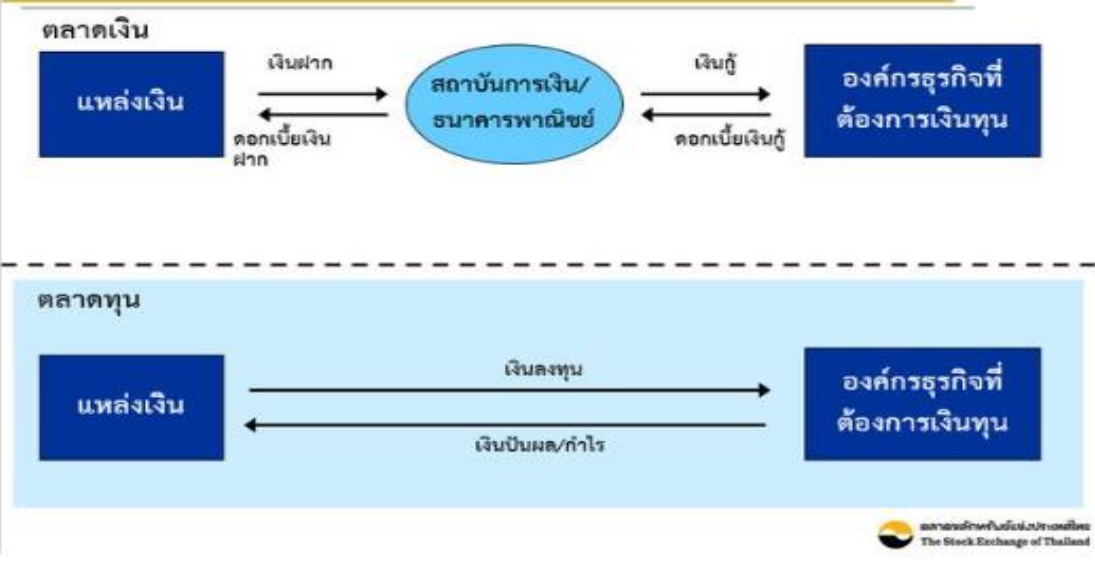 ตลาดเงิน
แหล่งเงิน
เงินฝาก
ดอกเบี้ยเงิน
ฝาก
สถาบันการเงิน/
ธนาคารพาณิชย์
เงินกู้
ดอกเบี้ยเงินกู้
องค์กรธุรกิจที่
ต้องการเงินทุน
ตลาดทุน
แหล่งเงิน
เงินลงทุน
เงินปันผล/กำไร
องค์กรธุรกิจที่
ต้องการเงินทุน
ตลาดหลักทรัพย์แห่งประเทศไทย
The Stock Exchange of Thailand